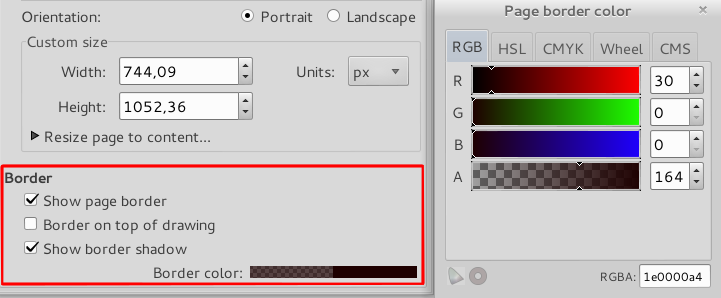 Orientation: Portrait Landscape
Custom size
Width: 744,09 Units: px
Height: 1052,36
Resize page to content...
Border
Show page border
Border on top of drawing
Show border shadow
Border color:
Page border color
RGB HSL CMYK Wheel CMS
R 30
G 0
B 0
A 164
RGBA: 1e0000a4